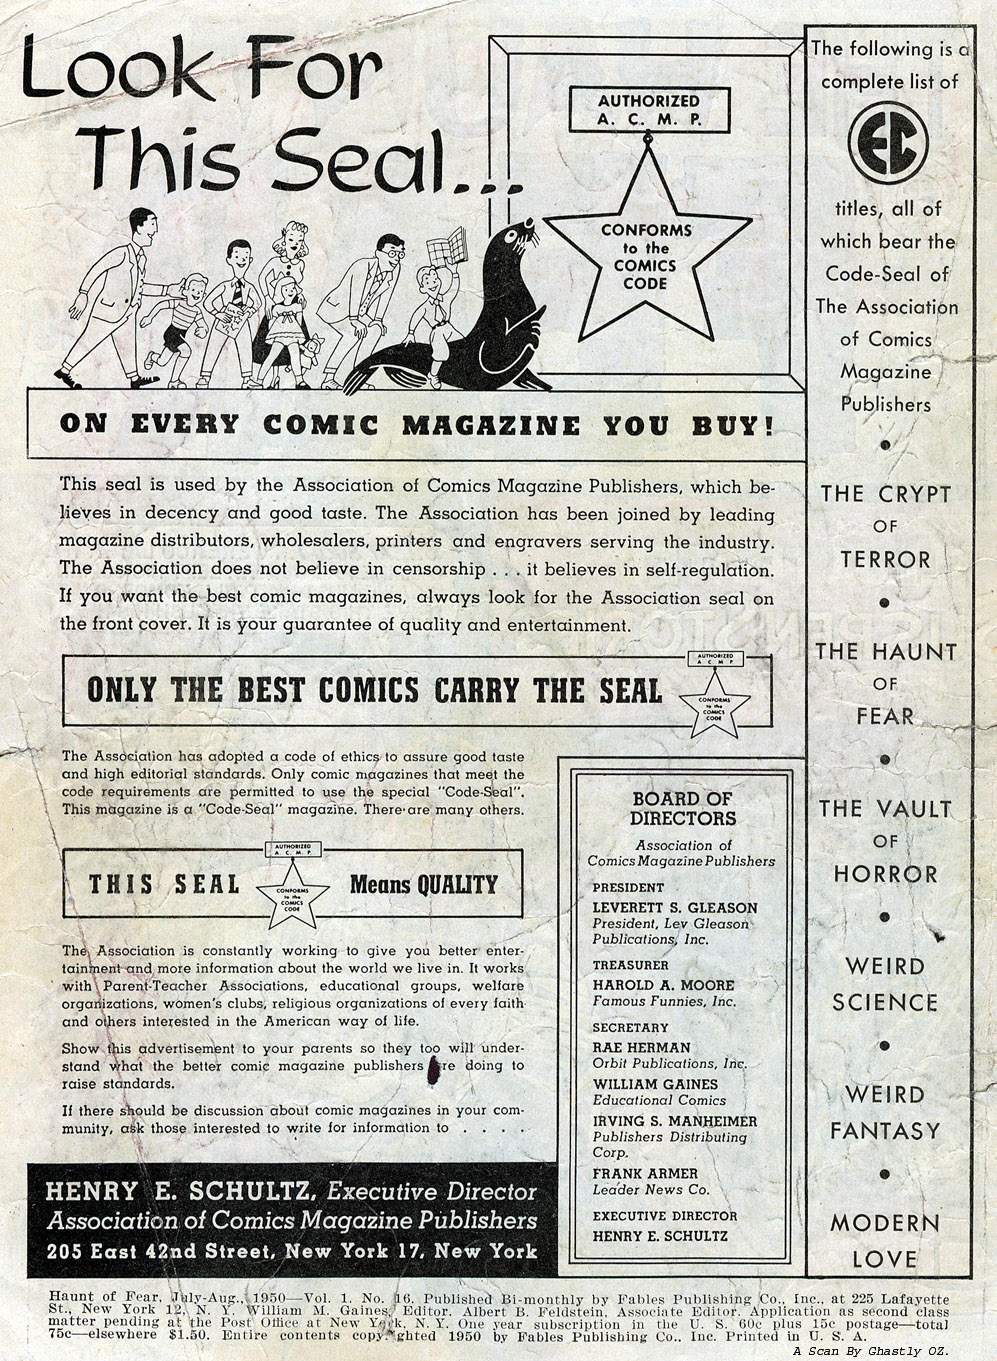 Look For
This Seal...
AUTHORIZED
A. C. M. P.
CONFORMS
to the
COMICS
CODE
ON EVERY COMIC MAGAZINE YOU BUY!
This seal is used by the Association of Comics Magazine Publishers, which be-
lieves in decency and good taste. The Association has been joined by leading
magazine distributors, wholesalers, printers and engravers serving the industry.
The Association does not believe in censorship . . . it believes in self-regulation.
If you want the best comic magazines, always look for the Association seal on
the front cover. It is your guarantee of quality and entertainment.
ONLY THE BEST COMICS CARRY THE SEAL
AUTHORIZED
A. C. M. P.
CONFORMS
to the
COMICS
CODE
The Association has adopted a code of ethics to assure good taste
and high editorial standards. Only comic magazines that meet the
code requirements are permitted to use the special "Code-Seal".
This magazine is a "Code-Seal" magazine. There are many others.
THIS SEAL
AUTHORIZED
A. C. M. P.
CONFORMS
to the
COMICS
CODE
Means QUALITY
The Association is constantly working to give you better enter-
tainment and more information about the world we live in. It works
with Parent-Teacher Associations, educational groups, welfare
organizations, women's clubs, religious organizations of every faith
and others interested in the American way of life.
Show this advertisement to your parents so they too will under-
stand what the better comic magazine publishers are doing to
raise standards.
If there should be discussion about comic magazines in your com-
munity, ask those interested to write for information to . . . .
HENRY E. SCHULTZ, Executive Director
Association of Comics Magazine Publishers
205 East 42nd Street, New York 17, New York
BOARD OF
DIRECTORS
Association of
Comics Magazine Publishers
PRESIDENT
LEVERETT S. GLEASON
President, Lev Gleason
Publications, Inc.
TREASURER
HAROLD A. MOORE
Famous Funnies, Inc.
SECRETARY
RAE HERMAN
Orbit Publications, Inc.
WILLIAM GAINES
Educational Comics
IRVING S. MANHEIMER
Publishers Distributing
Corp.
FRANK ARMER
Leader News Co.
EXECUTIVE DIRECTOR
HENRY E. SCHULTZ
The following is a
complete list of
EC
titles, all of
which bear the
Code-Seal of
The Association
of Comics
Magazine
Publishers
•
THE CRYPT
OF
TERROR
•
THE HAUNT
OF
FEAR
•
THE VAULT
OF
HORROR
•
WEIRD
SCIENCE
•
WEIRD
FANTASY
•
MODERN
LOVE
Haunt of Fear, July-Aug., 1950—Vol. 1. No. 16. Published Bi-monthly by Fables Publishing Co., Inc., at 225 Lafayette
St., New York 12, N. Y. William M. Gaines, Editor. Albert B. Feldstein, Associate Editor. Application as second class
matter pending at the Post Office at New York, N. Y. One year subscription in the U. S. 60c plus 15c postage—total
75c—elsewhere $1.50. Entire contents copyrighted 1950 by Fables Publishing Co., Inc. Printed in U. S. A.
A Scan By Ghastly OZ.